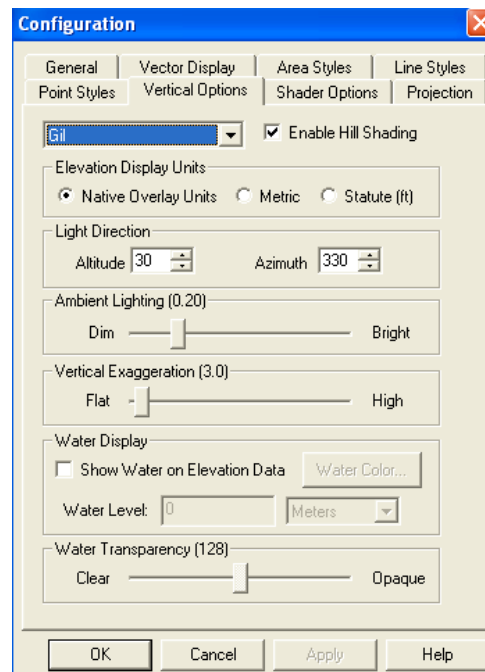 Configuration
General Vector Display Area Styles Line Styles
Point Styles Vertical Options Shader Options Projection
Gil Enable Hill Shading
Elevation Display Units
Native Overlay Units Metric Statute (ft)
Light Direction
Altitude 30 Azimuth 330
Ambient Lighting (0.20)
Dim Bright
Vertical Exaggeration (3.0)
Flat High
Water Display
Show Water on Elevation Data Water Color...
Water Level: 0 Meters
Water Transparency (128)
Clear Opaque
OK Cancel Apply Help